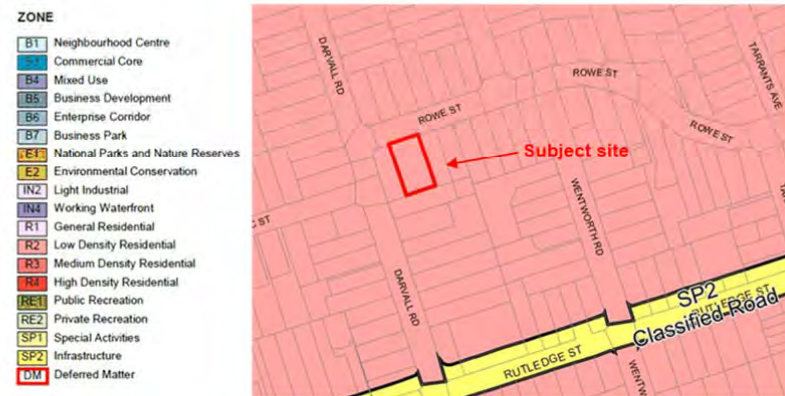 ZONE
B1 Neighbourhood Centre
B3 Commercial Core
B4 Mixed Use
B5 Business Development
B6 Enterprise Corridor
B7 Business Park
E1 National Parks and Nature Reserves
E2 Environmental Conservation
IN2 Light Industrial
IN4 Working Waterfront
R1 General Residential
R2 Low Density Residential
R3 Medium Density Residential
R4 High Density Residential
RE1 Public Recreation
RE2 Private Recreation
SP1 Special Activities
SP2 Infrastructure
DM Deferred Matter
DARVALL RD
ROWE ST
ROWE ST
TARRANTS AVE
ROWE ST
Subject site
WENTWORTH RD
ST
DARVALL RD
SP2
Classified Road
RUTLEDGE ST
RUTLEDGE ST
WENTW